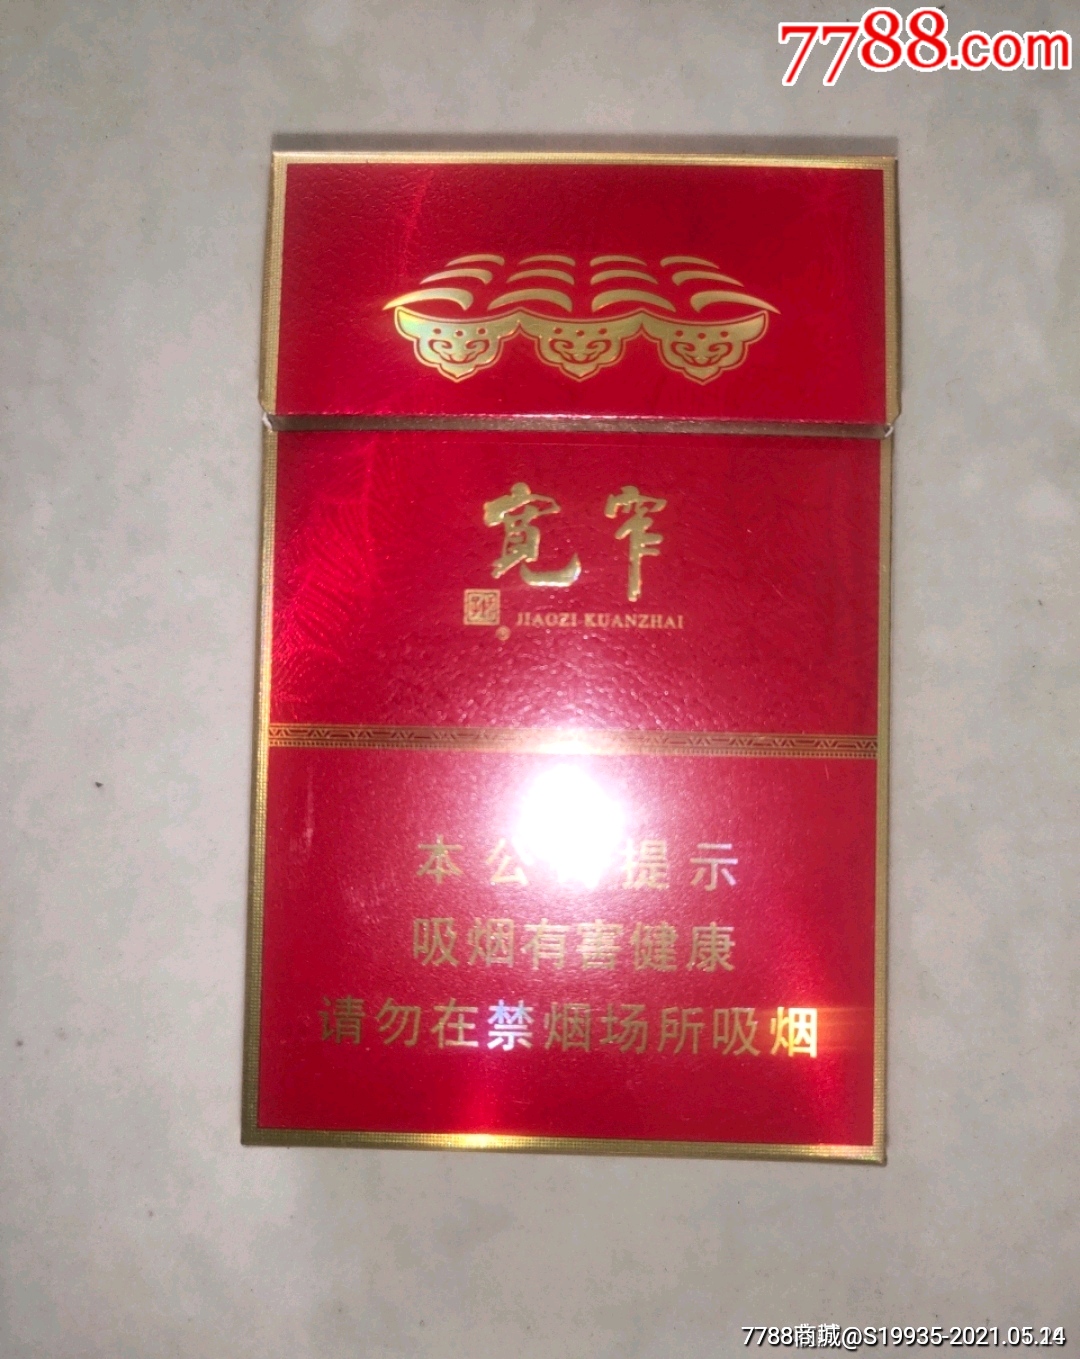 7788.com
宽窄
JIAOZI KUANZHAI
本公 提示
吸烟有害健康
请勿在禁烟场所吸烟
7788商城@S19935-2021.05.14